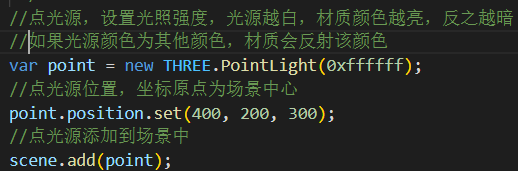 //点光源，设置光照强度，光源越白，材质颜色越亮，反之越暗
//如果光源颜色为其他颜色，材质会反射该颜色
var point = new THREE.PointLight(0xffffff);
//点光源位置，坐标原点为场景中心
point.position.set(400, 200, 300);
//点光源添加到场景中
scene.add(point);